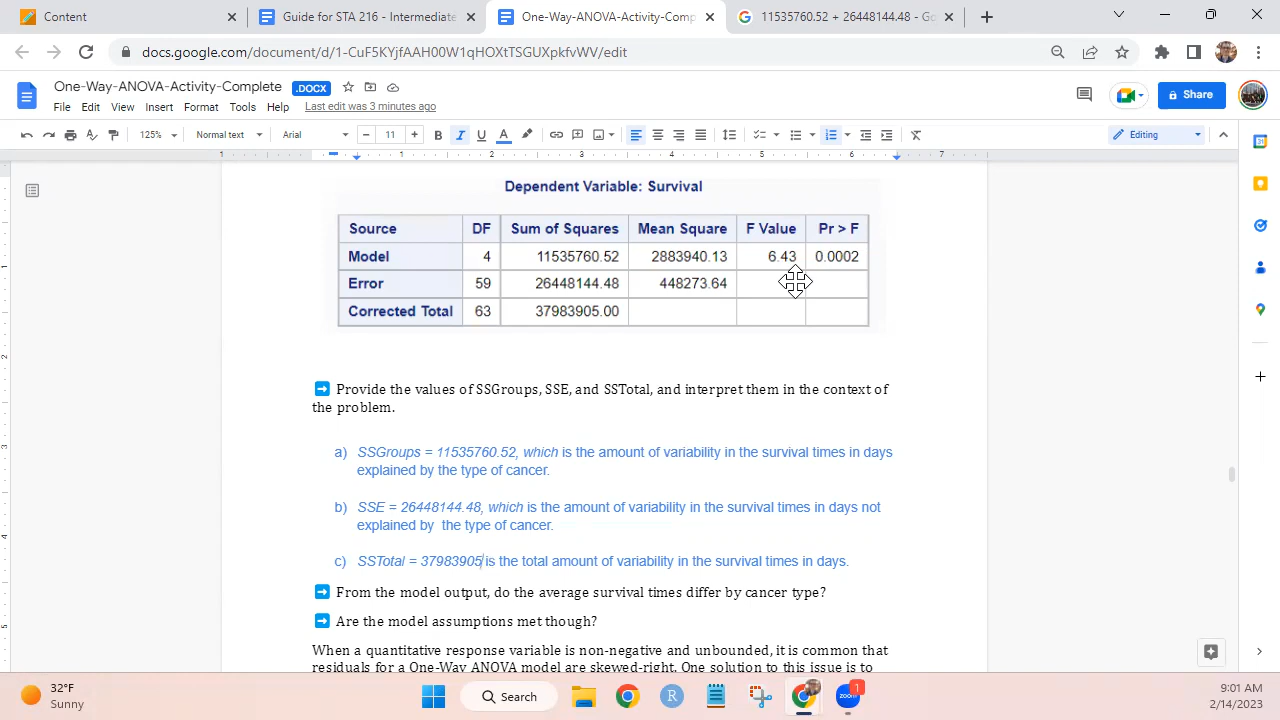 Content
Guide for STA 216 - Intermediate
One-Way-ANOVA-Activity-Comp
11535760.52 + 26448144.48 - G
docs.google.com/document/d/1-CuF5KYjfAAH00W1qHOXtTSGUXpkfvWV/edit
One-Way-ANOVA-Activity-Complete .DOCX
Share
File Edit View Insert Format Tools Help Last edit was 3 minutes ago
125% Normal text Arial 11 B I U A Editing
1 1 2 3 4 5 6 7
Dependent Variable: Survival
Source DF Sum of Squares Mean Square F Value Pr > F
Model 4 11535760.52 2883940.13 6.43 0.0002
Error 59 26448144.48 448273.64
Corrected Total 63 37983905.00
Provide the values of SSGroups, SSE, and SSTotal, and interpret them in the context of
the problem.
a) SSGroups = 11535760.52, which is the amount of variability in the survival times in days
explained by the type of cancer.
b) SSE = 26448144.48, which is the amount of variability in the survival times in days not
explained by the type of cancer.
c) SSTotal = 37983905 is the total amount of variability in the survival times in days.
From the model output, do the average survival times differ by cancer type?
Are the model assumptions met though?
When a quantitative response variable is non-negative and unbounded, it is common that
residuals for a One-Way ANOVA model are skewed-right. One solution to this issue is to
32°F
Sunny
Search
R
zoom
1
9:01 AM
2/14/2023